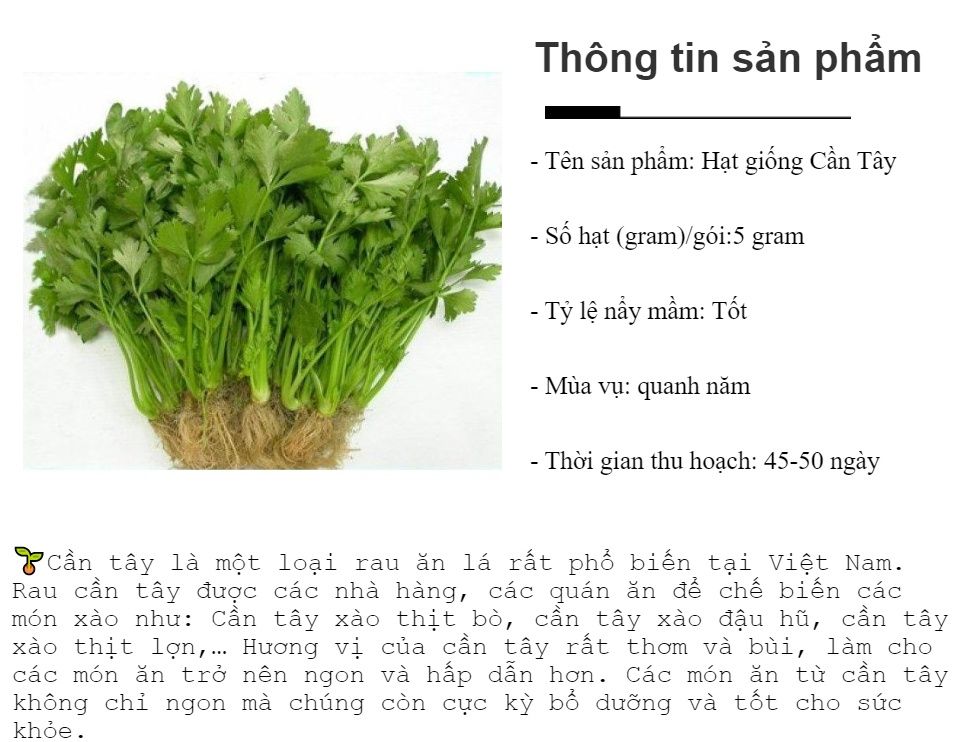 Thông tin sản phẩm
- Tên sản phẩm: Hạt giống Cần Tây
- Số hạt (gram)/gói:5 gram
- Tỷ lệ nẩy mầm: Tốt
- Mùa vụ: quanh năm
- Thời gian thu hoạch: 45-50 ngày
Cần tây là một loại rau ăn lá rất phổ biến tại Việt Nam.
Rau cần tây được các nhà hàng, các quán ăn để chế biến các
món xào như: Cần tây xào thịt bò, cần tây xào đậu hũ, cần tây
xào thịt lợn,… Hương vị của cần tây rất thơm và bùi, làm cho
các món ăn trở nên ngon và hấp dẫn hơn. Các món ăn từ cần tây
không chỉ ngon mà chúng còn cực kỳ bổ dưỡng và tốt cho sức
khỏe.